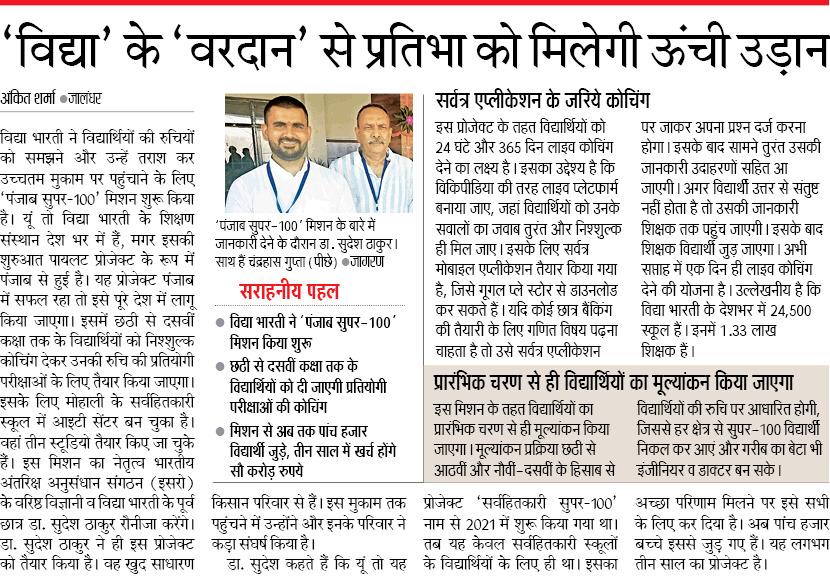 ‘विद्या’ के ‘वरदान’ से प्रतिभा को मिलेगी ऊंची उड़ान
अंकित शर्मा ● जालंधर
विद्या भारती ने विद्यार्थियों की रुचियों
को समझने और उन्हें तराश कर
उच्चतम मुकाम पर पहुंचाने के लिए
‘पंजाब सुपर-100’ मिशन शुरू किया
है। यूं तो विद्या भारती के शिक्षण
संस्थान देश भर में हैं, मगर इसकी
शुरुआत पायलट प्रोजेक्ट के रूप में
पंजाब से हुई है। यह प्रोजेक्ट पंजाब
में सफल रहा तो इसे पूरे देश में लागू
किया जाएगा। इसमें छठी से दसवीं
कक्षा तक के विद्यार्थियों को निश्शुल्क
कोचिंग देकर उनकी रुचि की प्रतियोगी
परीक्षाओं के लिए तैयार किया जाएगा।
इसके लिए मोहाली के सर्वहितकारी
स्कूल में आइटी सेंटर बन चुका है।
वहां तीन स्टूडियो तैयार किए जा चुके
हैं। इस मिशन का नेतृत्व भारतीय
अंतरिक्ष अनुसंधान संगठन (इसरो)
के वरिष्ठ विज्ञानी व विद्या भारती के पूर्व
छात्र डा. सुदेश ठाकुर रौनीजा करेंगे।
डा. सुदेश ठाकुर ने ही इस प्रोजेक्ट
को तैयार किया है। वह खुद साधारण
‘पंजाब सुपर-100’ मिशन के बारे में
जानकारी देने के दौरान डा. सुदेश ठाकुर।
साथ हैं चंद्रहास गुप्ता (पीछे) ● जागरण
सराहनीय पहल
● विद्या भारती ने ‘पंजाब सुपर-100’
मिशन किया शुरू
● छठी से दसवीं कक्षा तक के
विद्यार्थियों को दी जाएगी प्रतियोगी
परीक्षाओं की कोचिंग
● मिशन से अब तक पांच हजार
विद्यार्थी जुड़े, तीन साल में खर्च होंगे
सौ करोड़ रुपये
किसान परिवार से हैं। इस मुकाम तक
पहुंचने में उन्होंने और इनके परिवार ने
कड़ा संघर्ष किया है।
डा. सुदेश कहते हैं कि यूं तो यह
प्रोजेक्ट ‘सर्वहितकारी सुपर-100’
नाम से 2021 में शुरू किया गया था।
तब यह केवल सर्वहितकारी स्कूलों
के विद्यार्थियों के लिए ही था। इसका
अच्छा परिणाम मिलने पर इसे सभी
के लिए कर दिया है। अब पांच हजार
बच्चे इससे जुड़ गए हैं। यह लगभग
तीन साल का प्रोजेक्ट है।
सर्वत्र एप्लीकेशन के जरिये कोचिंग
इस प्रोजेक्ट के तहत विद्यार्थियों को
24 घंटे और 365 दिन लाइव कोचिंग
देने का लक्ष्य है। इसका उद्देश्य है कि
विकिपीडिया की तरह लाइव प्लेटफार्म
बनाया जाए, जहां विद्यार्थियों को उनके
सवालों का जवाब तुरंत और निश्शुल्क
ही मिल जाए। इसके लिए सर्वत्र
मोबाइल एप्लीकेशन तैयार किया गया
है, जिसे गूगल प्ले स्टोर से डाउनलोड
कर सकते हैं। यदि कोई छात्र बैंकिंग
की तैयारी के लिए गणित विषय पढ़ना
चाहता है तो उसे सर्वत्र एप्लीकेशन
पर जाकर अपना प्रश्न दर्ज करना
होगा। इसके बाद सामने तुरंत उसकी
जानकारी उदाहरणों सहित आ
जाएगी। अगर विद्यार्थी उत्तर से संतुष्ट
नहीं होता है तो उसकी जानकारी
शिक्षक तक पहुंच जाएगी। इसके बाद
शिक्षक विद्यार्थी जुड़ जाएगा। अभी
सप्ताह में एक दिन ही लाइव कोचिंग
देने की योजना है। उल्लेखनीय है कि
विद्या भारती के देशभर में 24,500
स्कूल हैं। इनमें 1.33 लाख
शिक्षक हैं।
प्रारंभिक चरण से ही विद्यार्थियों का मूल्यांकन किया जाएगा
इस मिशन के तहत विद्यार्थियों का
प्रारंभिक चरण से ही मूल्यांकन किया
जाएगा। मूल्यांकन प्रक्रिया छठी से
आठवीं और नौवीं-दसवीं के हिसाब से
विद्यार्थियों की रुचि पर आधारित होगी,
जिससे हर क्षेत्र से सुपर-100 विद्यार्थी
निकल कर आएं और गरीब का बेटा भी
इंजीनियर व डाक्टर बन सके।